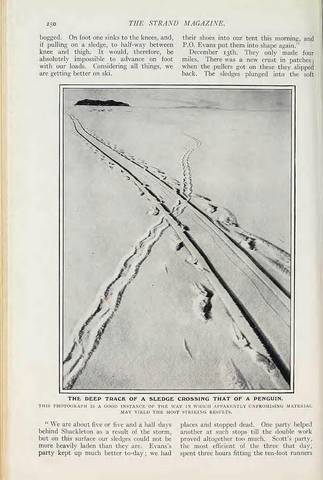 250
THE STRAND MAGAZINE.
bogged. On foot one sinks to the knees, and,
if pulling on a sledge, to half-way between
knee and thigh. It would, therefore, be
absolutely impossible to advance on foot
with our loads. Considering all things, we
are getting better on ski.
their shoes into our tent this morning, and
P.O. Evans put them into shape again."
December 13th. They only made four
miles. There was a new crust in patches;
when the pullers got on these they slipped
back. The sledges plunged into the soft
THE DEEP TRACK OF A SLEDGE CROSSING THAT OF A PENGUIN.
THIS PHOTOGRAPH IS A GOOD INSTANCE OF THE WAY IN WHICH APPARENTLY UNPROMISING MATERIAL
MAY YIELD THE MOST STRIKING RESULTS.
"We are about five or five and a half days
behind Shackleton as a result of the storm,
but on this surface our sledges could not be
more heavily laden than they are. Evans's
party kept up much better to-day; we had
places and stopped dead. One party helped
another at such stops till the double work
proved altogether too much. Scott's party,
the most efficient of the three that day,
spent three hours fitting the ten-foot runners